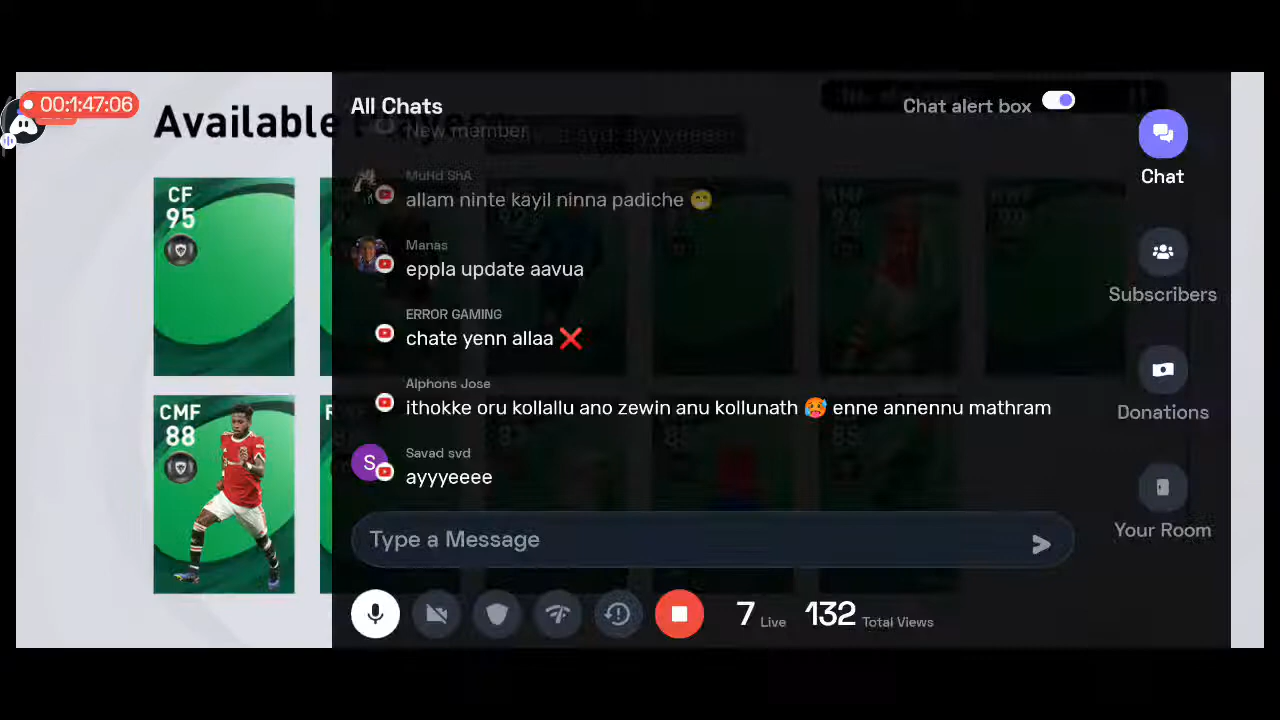 00:1:47:06
Available Players
All Chats
Chat alert box
New member
MuHd ShA
allam ninte kayil ninna padiche 😁
Manas
eppla update aavua
ERROR GAMING
chate yenn allaa ❌
Alphons Jose
ithokke oru kollallu ano zewin anu kollunath 🥵 enne annennu mathram
S
Savad svd
ayyyeeee
Type a Message
7 Live 132 Total Views
Chat
Subscribers
Donations
Your Room
CF
95
CMF
88